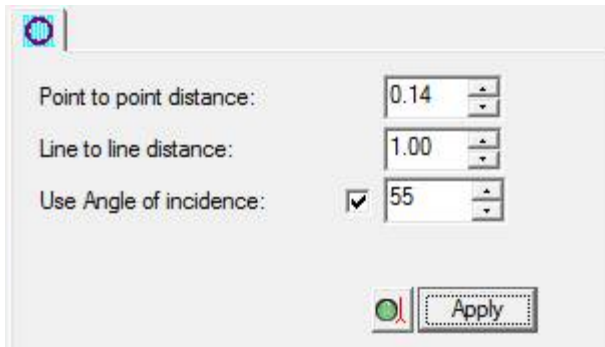 Point to point distance: 0.14
Line to line distance: 1.00
Use Angle of incidence: 55
Apply